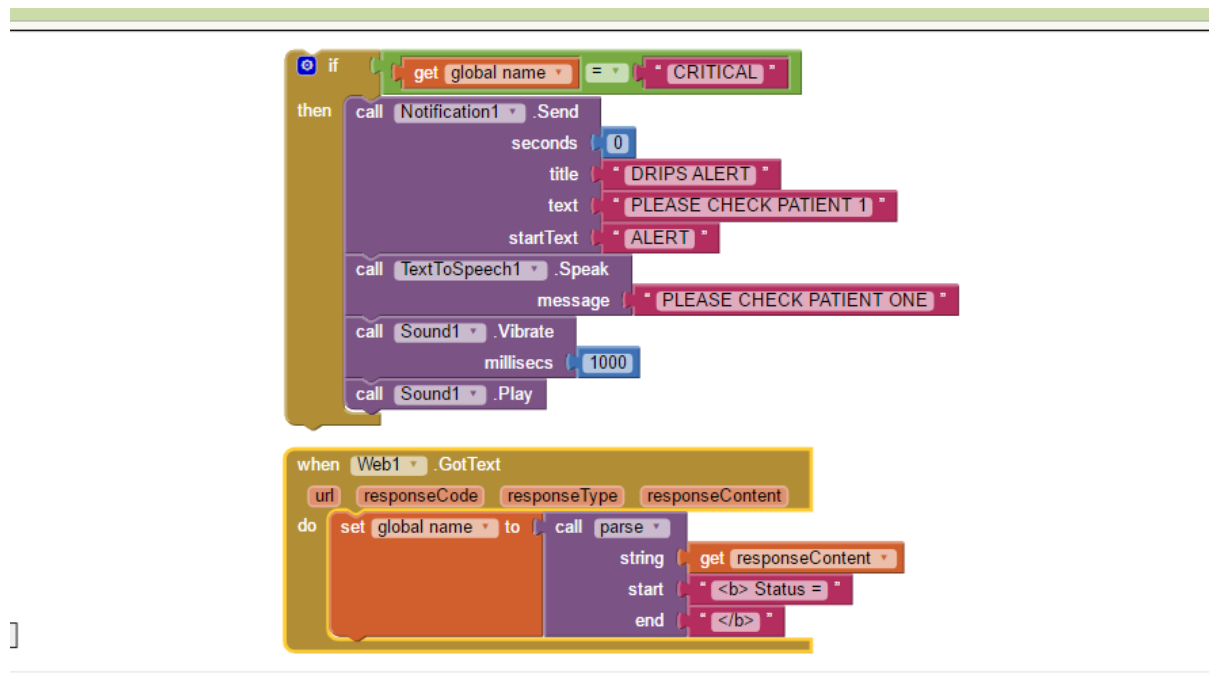 if get global name = " CRITICAL "
then call Notification1 .Send
seconds 0
title " DRIPS ALERT "
text " PLEASE CHECK PATIENT 1 "
startText " ALERT "
call TextToSpeech1 .Speak
message " PLEASE CHECK PATIENT ONE "
call Sound1 .Vibrate
millisecs 1000
call Sound1 .Play
when Web1 .GotText
url responseCode responseType responseContent
do set global name to call parse
string get responseContent
start " <b> Status = "
end " </b> "